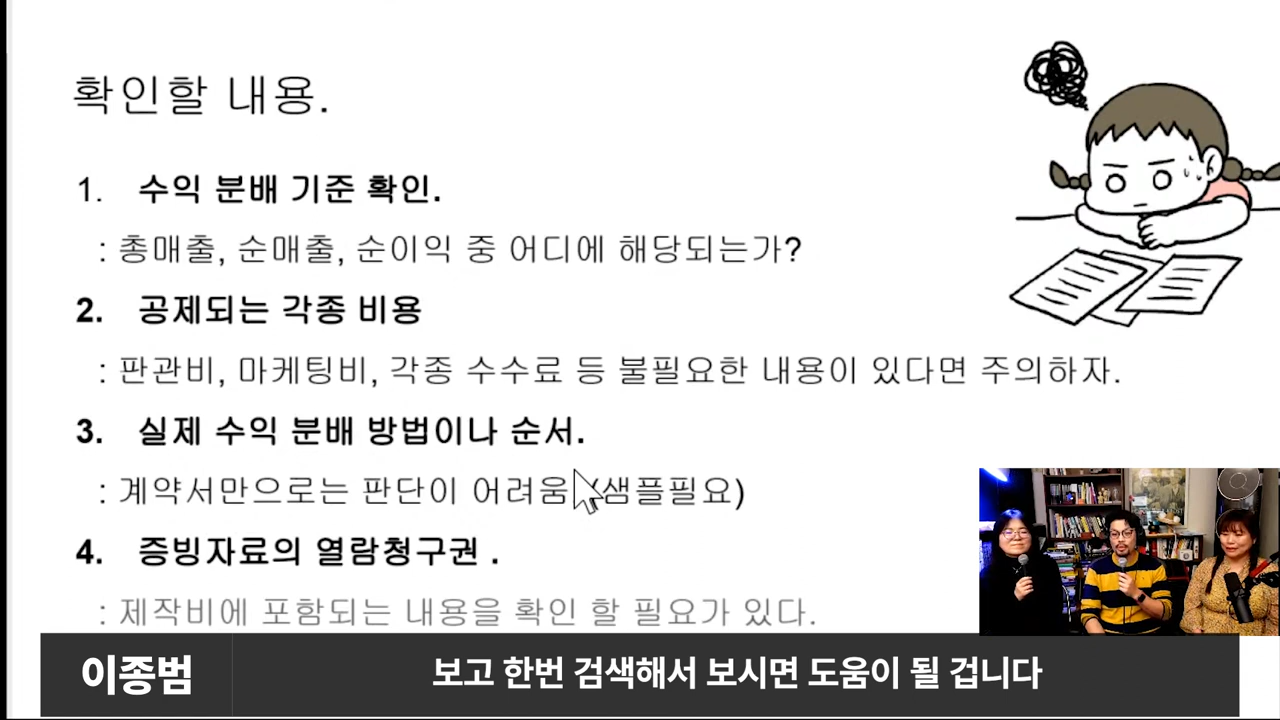 확인할 내용.
1. 수익 분배 기준 확인.
: 총매출, 순매출, 순이익 중 어디에 해당되는가?
2. 공제되는 각종 비용
: 판관비, 마케팅비, 각종 수수료 등 불필요한 내용이 있다면 주의하자.
3. 실제 수익 분배 방법이나 순서.
: 계약서만으로는 판단이 어려움 (샘플필요)
4. 증빙자료의 열람청구권 .
: 제작비에 포함되는 내용을 확인 할 필요가 있다.
이종범
보고 한번 검색해서 보시면 도움이 될 겁니다